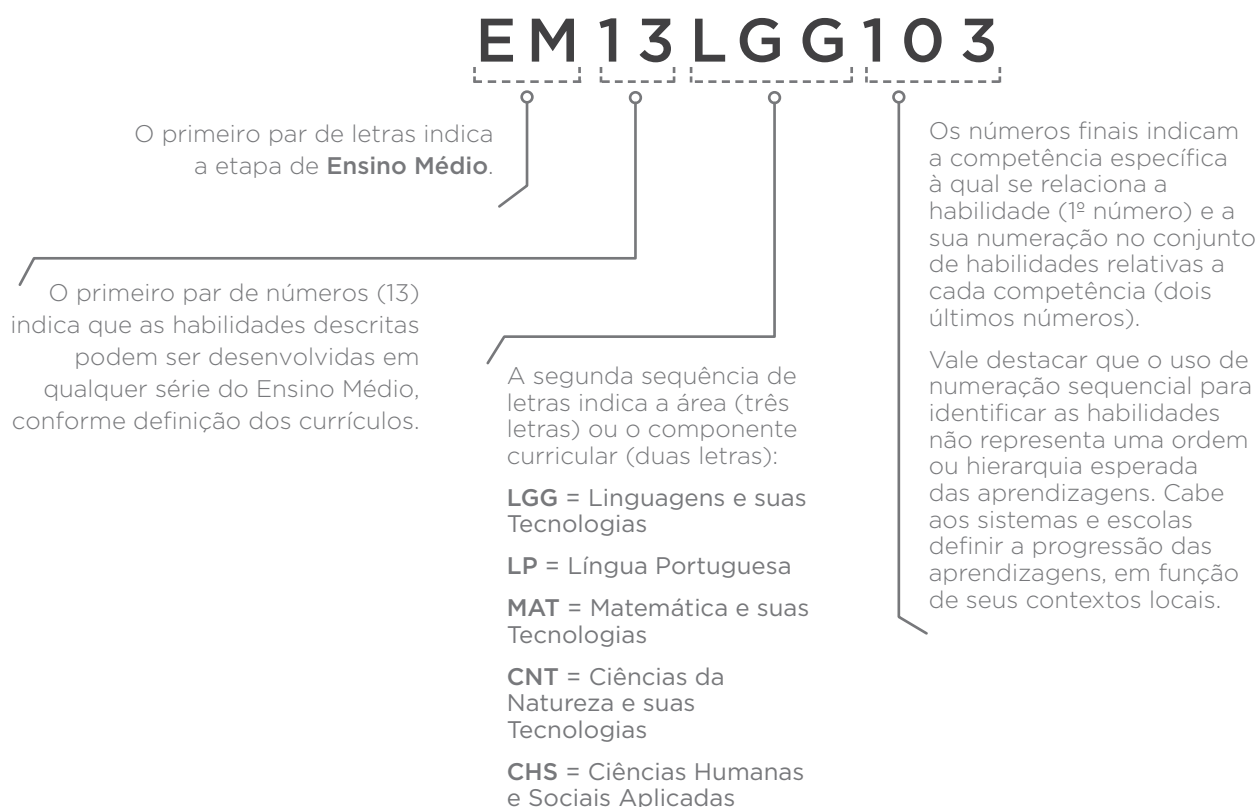 EM13LGG103
O primeiro par de letras indica
a etapa de Ensino Médio.
O primeiro par de números (13)
indica que as habilidades descritas
podem ser desenvolvidas em
qualquer série do Ensino Médio,
conforme definição dos currículos.
A segunda sequência de
letras indica a área (três
letras) ou o componente
curricular (duas letras):
LGG = Linguagens e suas
Tecnologias
LP = Língua Portuguesa
MAT = Matemática e suas
Tecnologias
CNT = Ciências da
Natureza e suas
Tecnologias
CHS = Ciências Humanas
e Sociais Aplicadas
Os números finais indicam
a competência específica
à qual se relaciona a
habilidade (1º número) e a
sua numeração no conjunto
de habilidades relativas a
cada competência (dois
últimos números).
Vale destacar que o uso de
numeração sequencial para
identificar as habilidades
não representa uma ordem
ou hierarquia esperada
das aprendizagens. Cabe
aos sistemas e escolas
definir a progressão das
aprendizagens, em função
de seus contextos locais.